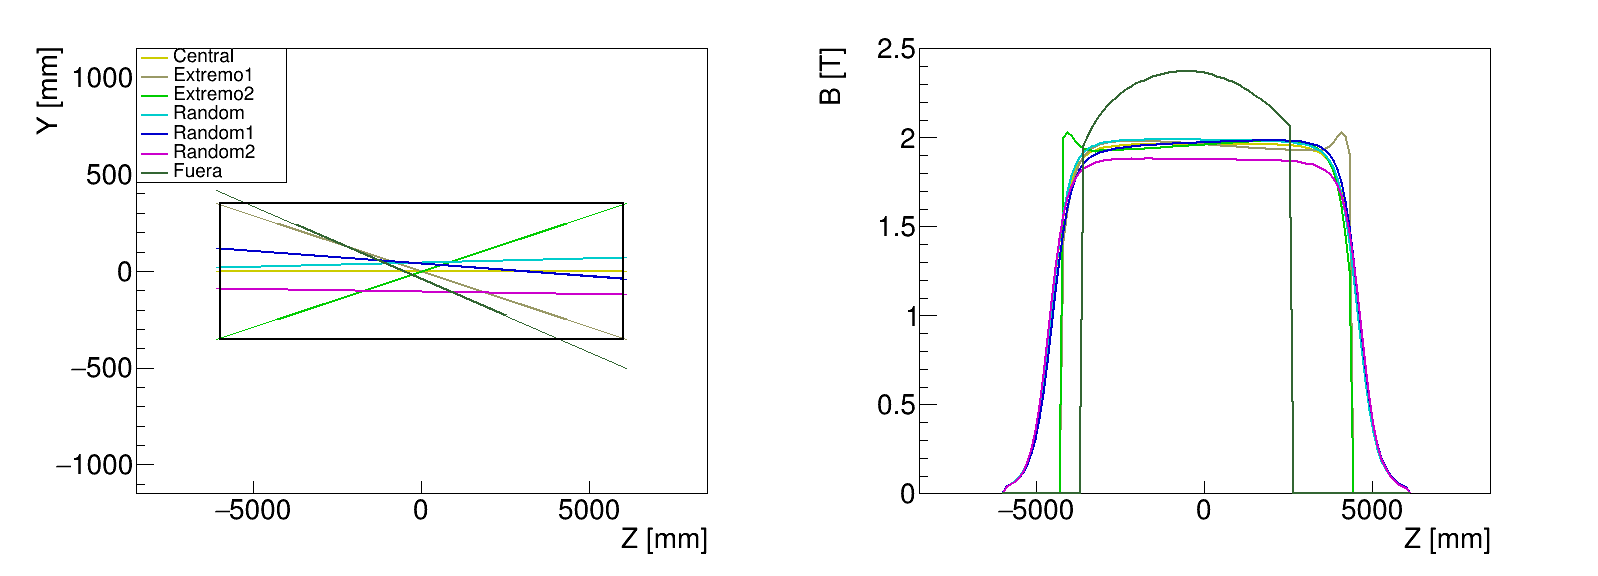 Y [mm]
1000
500
0
−500
−1000
Central
Extremo1
Extremo2
Random
Random1
Random2
Fuera
−5000 0 5000
Z [mm]
B [T]
2.5
2
1.5
1
0.5
0
−5000 0 5000
Z [mm]